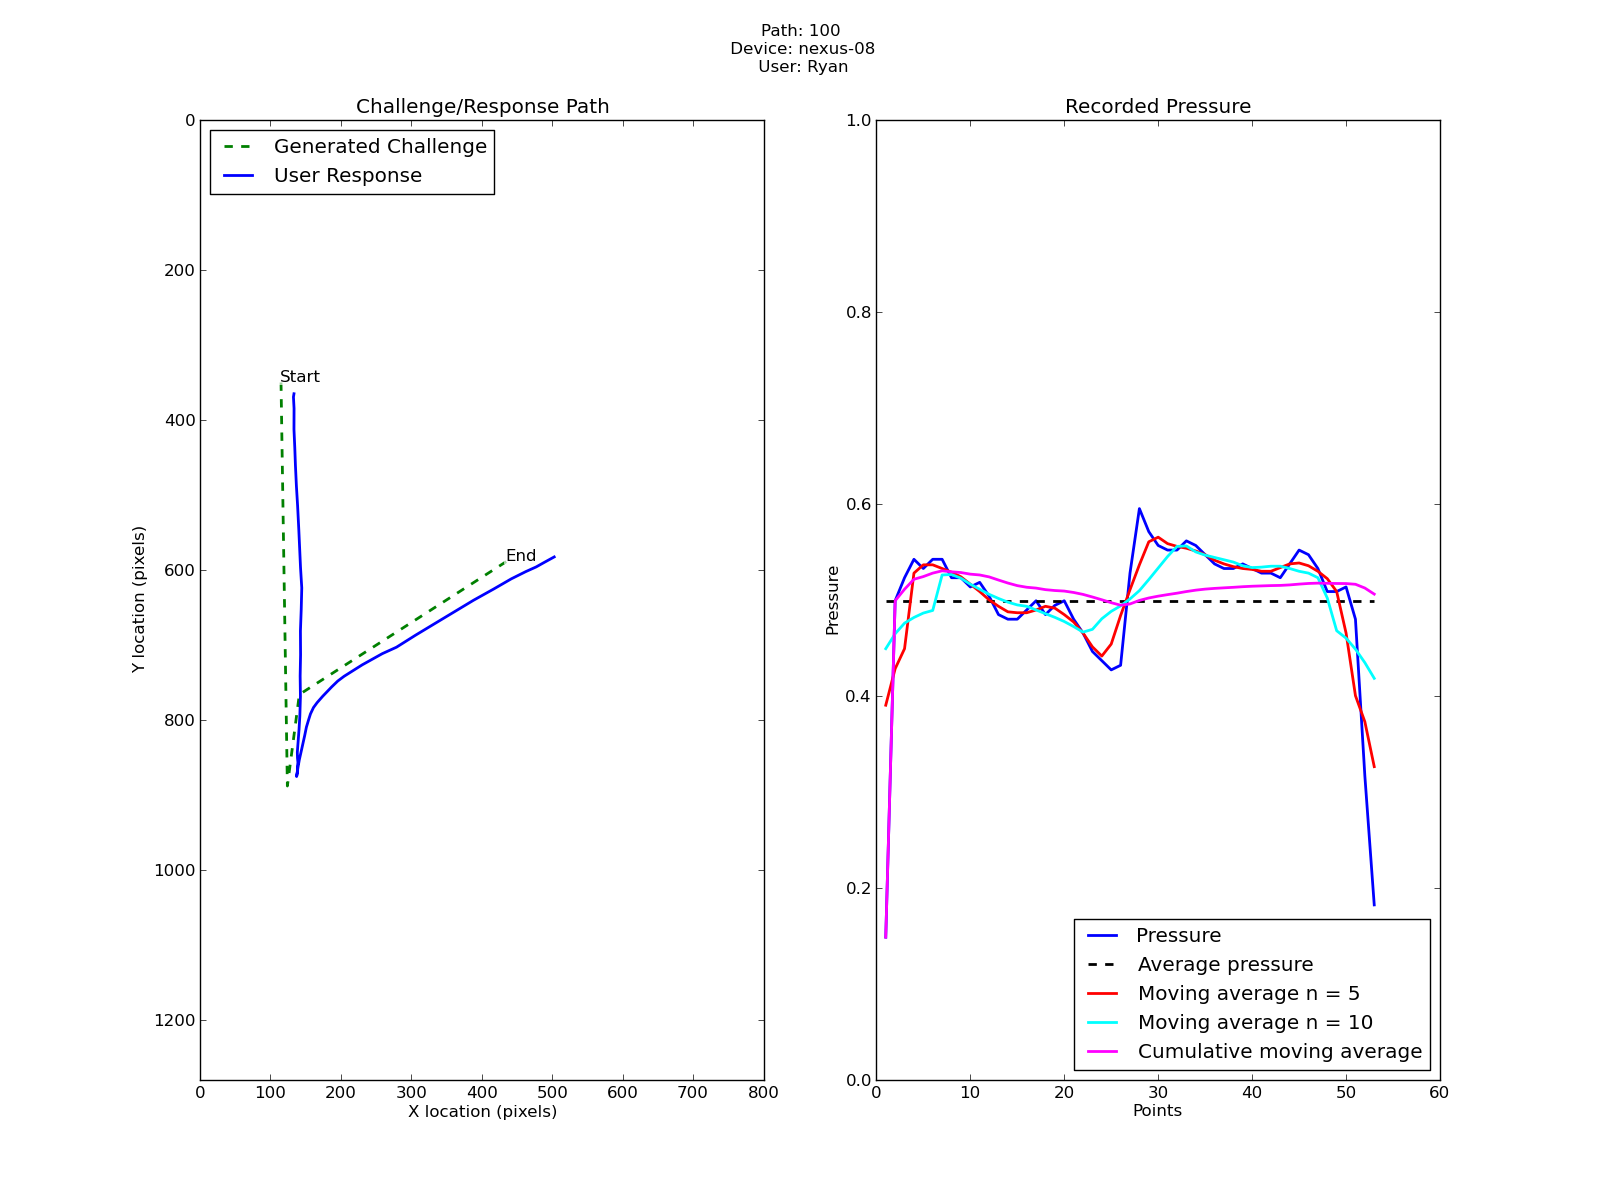 Path: 100
Device: nexus-08
User: Ryan
Challenge/Response Path
0
200
400
600
800
1000
1200
Y location (pixels)
Generated Challenge
User Response
Start
End
0 100 200 300 400 500 600 700 800
X location (pixels)
Recorded Pressure
1.0
0.8
0.6
0.4
0.2
0.0
Pressure
Pressure
Average pressure
Moving average n = 5
Moving average n = 10
Cumulative moving average
0 10 20 30 40 50 60
Points